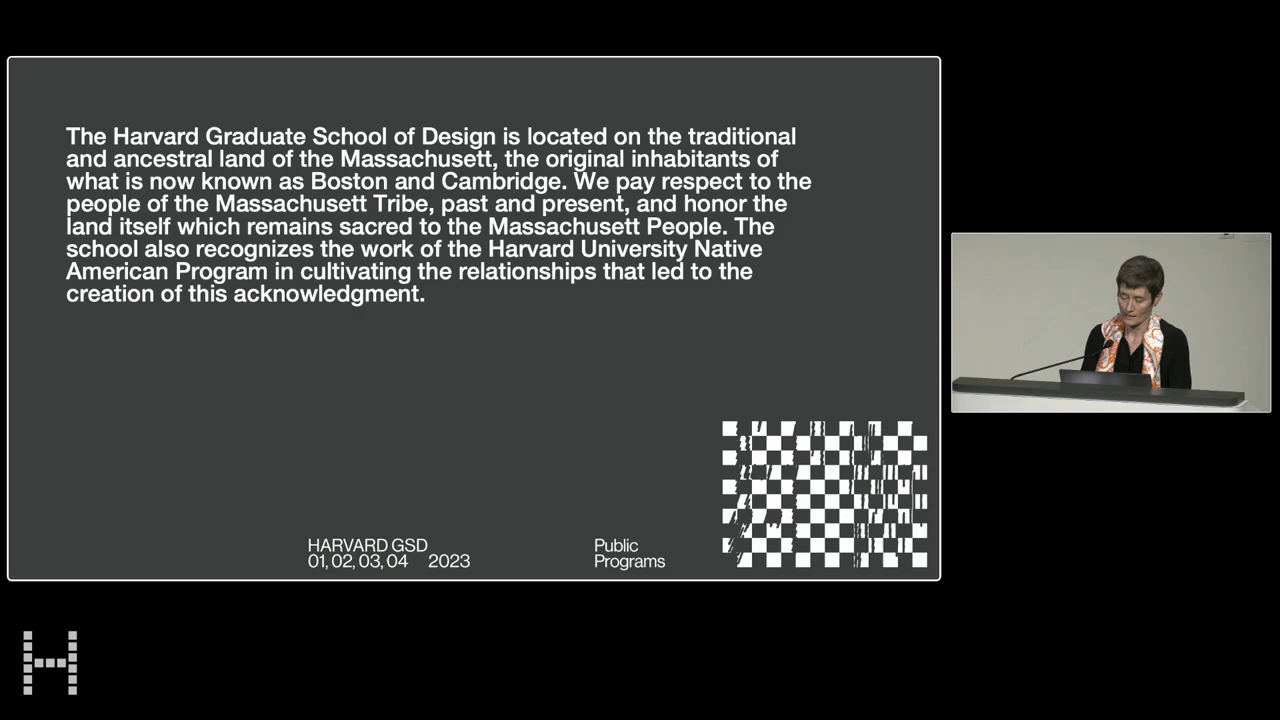 The Harvard Graduate School of Design is located on the traditional
and ancestral land of the Massachusett, the original inhabitants of
what is now known as Boston and Cambridge. We pay respect to the
people of the Massachusett Tribe, past and present, and honor the
land itself which remains sacred to the Massachusett People. The
school also recognizes the work of the Harvard University Native
American Program in cultivating the relationships that led to the
creation of this acknowledgment.
HARVARD GSD
01, 02, 03, 04 2023
Public
Programs
H